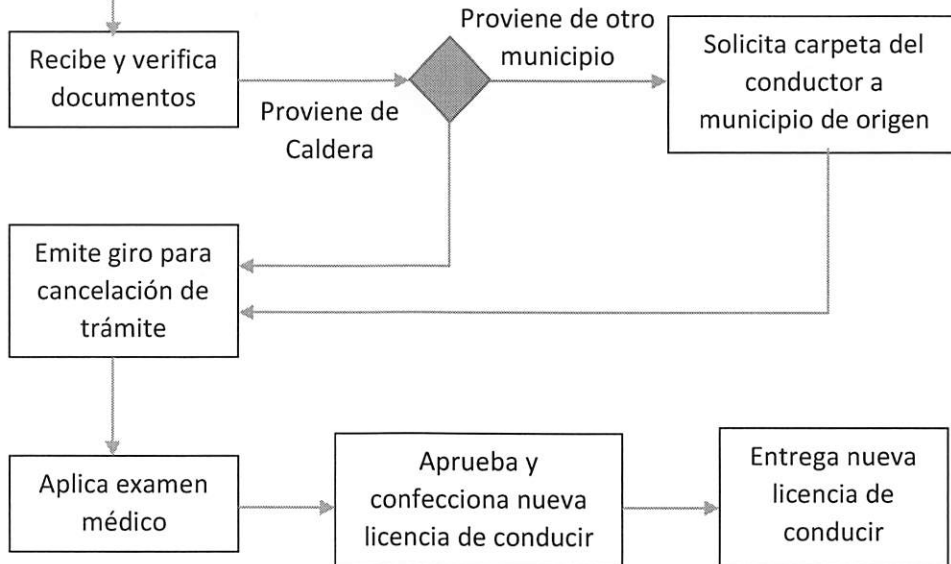 Recibe y verifica
documentos
Proviene de
Caldera
Proviene de otro
municipio
Solicita carpeta del
conductor a
municipio de origen
Emite giro para
cancelación de
trámite
Aplica examen
médico
Aprueba y
confecciona nueva
licencia de conducir
Entrega nueva
licencia de
conducir